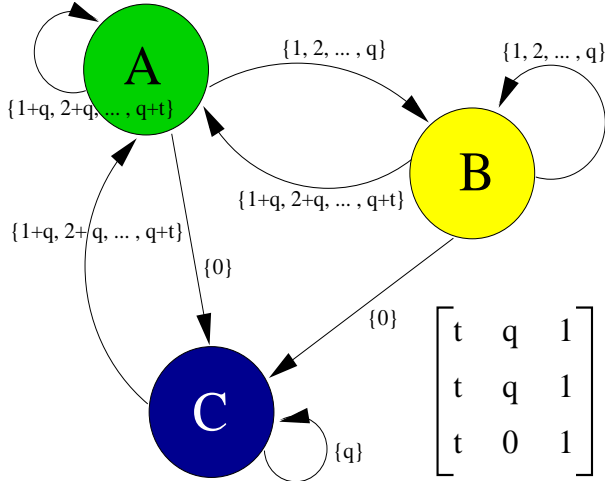 A
{1, 2, ... , q}
{1, 2, ... , q}
{1+q, 2+q, ... , q+t}
B
{1+q, 2+q, ... , q+t}
{1+q, 2+ q, ... , q+t}
{0}
{0}
t q 1
t q 1
t 0 1
C
{q}